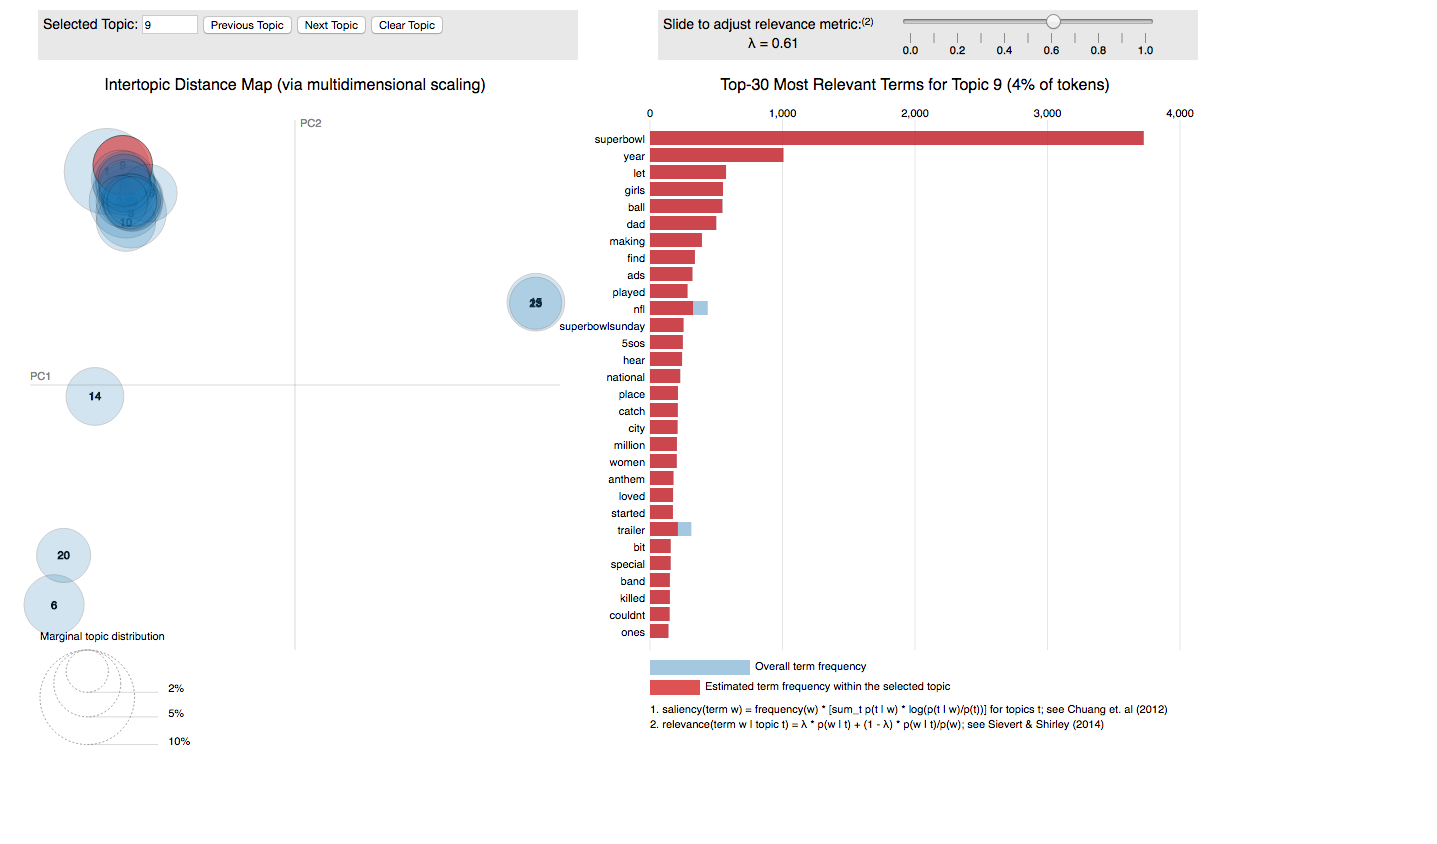 Selected Topic: 9 Previous Topic Next Topic Clear Topic
Slide to adjust relevance metric:(2)
λ = 0.61
0.0 0.2 0.4 0.6 0.8 1.0
Intertopic Distance Map (via multidimensional scaling)
PC2
PC1
9
10
14
20
6
Marginal topic distribution
2%
5%
10%
Top-30 Most Relevant Terms for Topic 9 (4% of tokens)
0 1,000 2,000 3,000 4,000
superbowl
year
let
girls
ball
dad
making
find
ads
played
nfl
superbowlsunday
5sos
hear
national
place
catch
city
million
women
anthem
loved
started
trailer
bit
special
band
killed
couldnt
ones
Overall term frequency
Estimated term frequency within the selected topic
1. saliency(term w) = frequency(w) * [sum_t p(t | w) * log(p(t | w)/p(t))] for topics t; see Chuang et. al (2012)
2. relevance(term w | topic t) = λ * p(w | t) + (1 - λ) * p(w | t)/p(w); see Sievert & Shirley (2014)